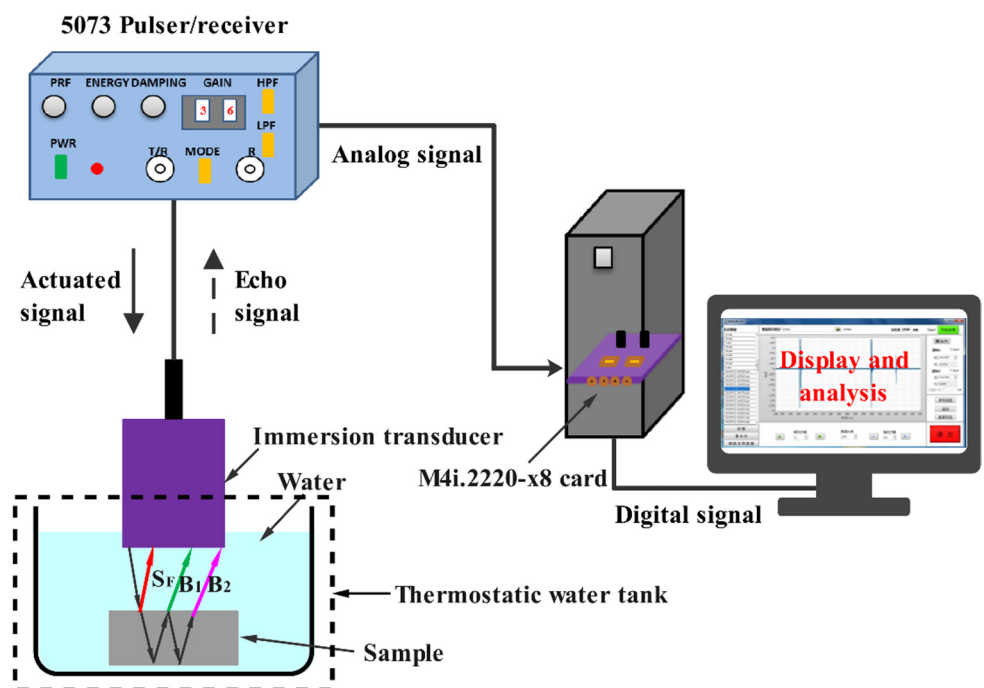 5073 Pulser/receiver
PRF ENERGY DAMPING GAIN HPF
3 6
LPF
PWR
T/R MODE R
Analog signal
Actuated
signal
Echo
signal
Display and
analysis
Immersion transducer
Water
M4i.2220-x8 card
Digital signal
SF B1 B2
Thermostatic water tank
Sample